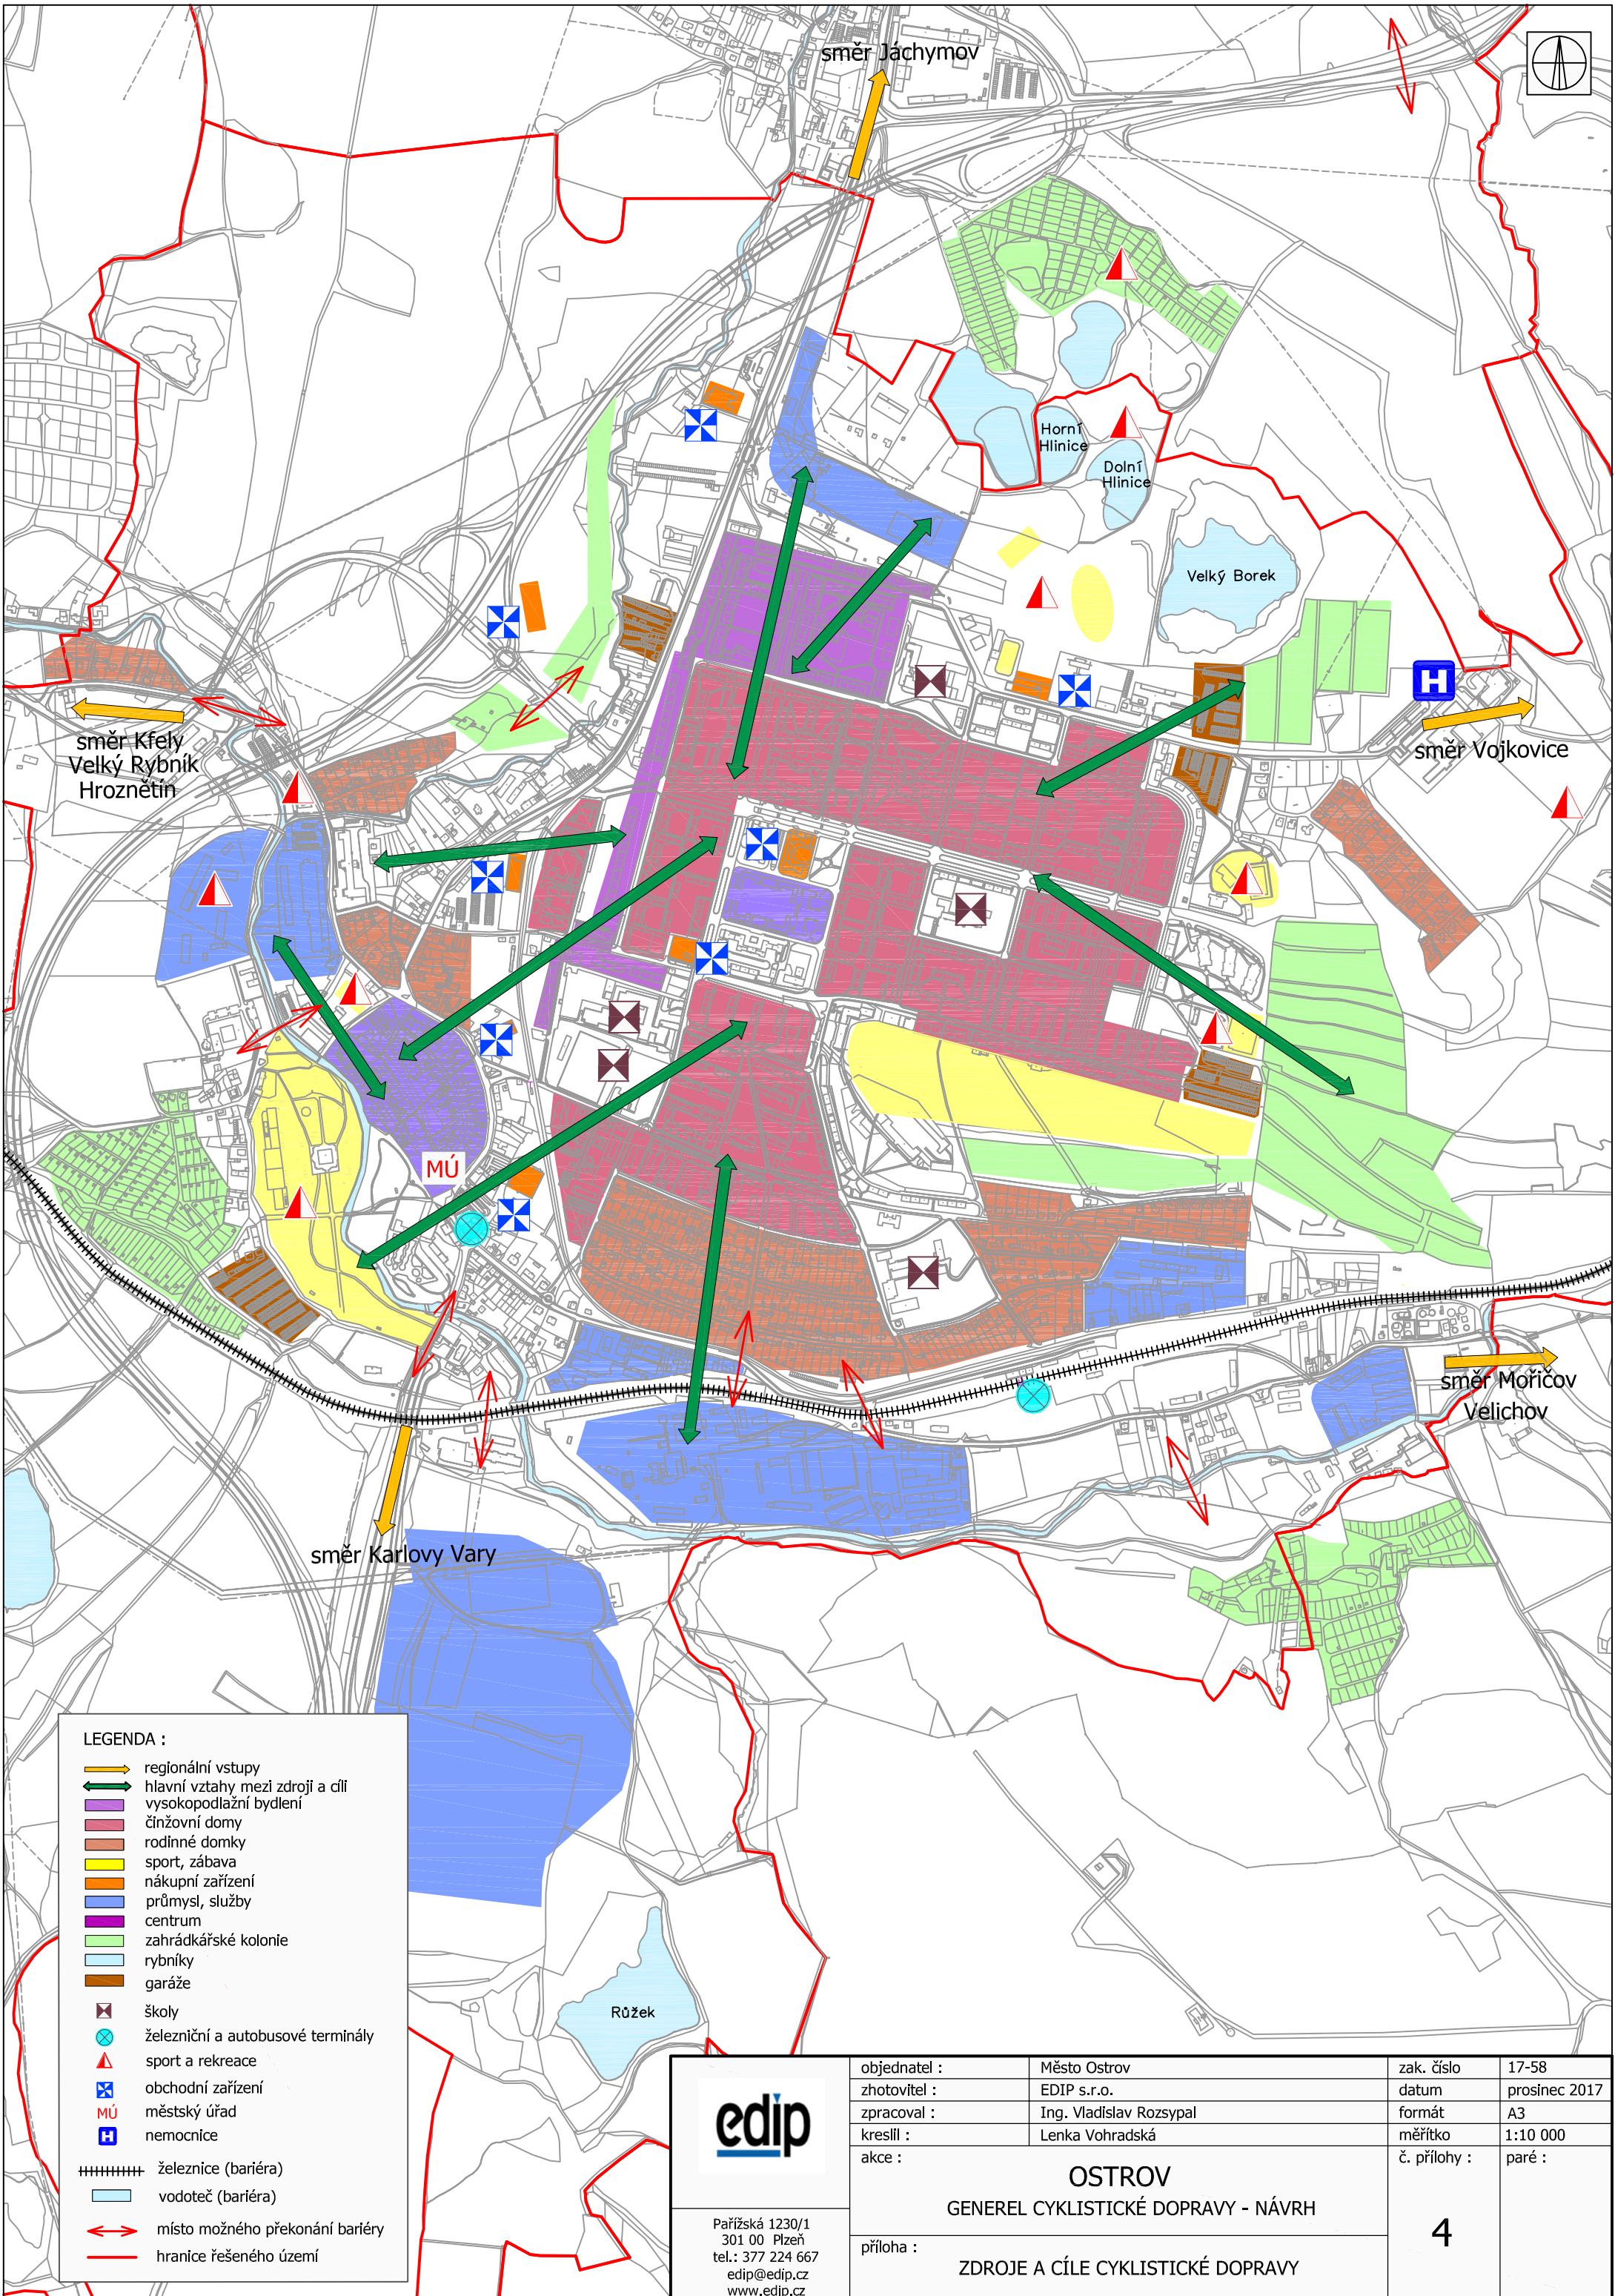 směr Jáchymov
Horní
Hlinice
Dolní
Hlinice
Velký Borek
H
směr Kfely
Velký Rybník
Hroznětín
směr Vojkovice
MÚ
směr Mořičov
Velichov
směr Karlovy Vary
Růžek
LEGENDA :
regionální vstupy
hlavní vztahy mezi zdroji a cíli
vysokopodlažní bydlení
činžovní domy
rodinné domky
sport, zábava
nákupní zařízení
průmysl, služby
centrum
zahrádkářské kolonie
rybníky
garáže
školy
železniční a autobusové terminály
sport a rekreace
obchodní zařízení
MÚ městský úřad
H nemocnice
železnice (bariéra)
vodoteč (bariéra)
místo možného překonání bariéry
hranice řešeného území
edip
Pařížská 1230/1
301 00 Plzeň
tel.: 377 224 667
edip@edip.cz
www.edip.cz
objednatel : Město Ostrov zak. číslo 17-58
zhotovitel : EDIP s.r.o. datum prosinec 2017
zpracoval : Ing. Vladislav Rozsypal formát A3
kreslil : Lenka Vohradská měřítko 1:10 000
akce : č. přílohy : paré :
OSTROV
GENEREL CYKLISTICKÉ DOPRAVY - NÁVRH
4
příloha :
ZDROJE A CÍLE CYKLISTICKÉ DOPRAVY